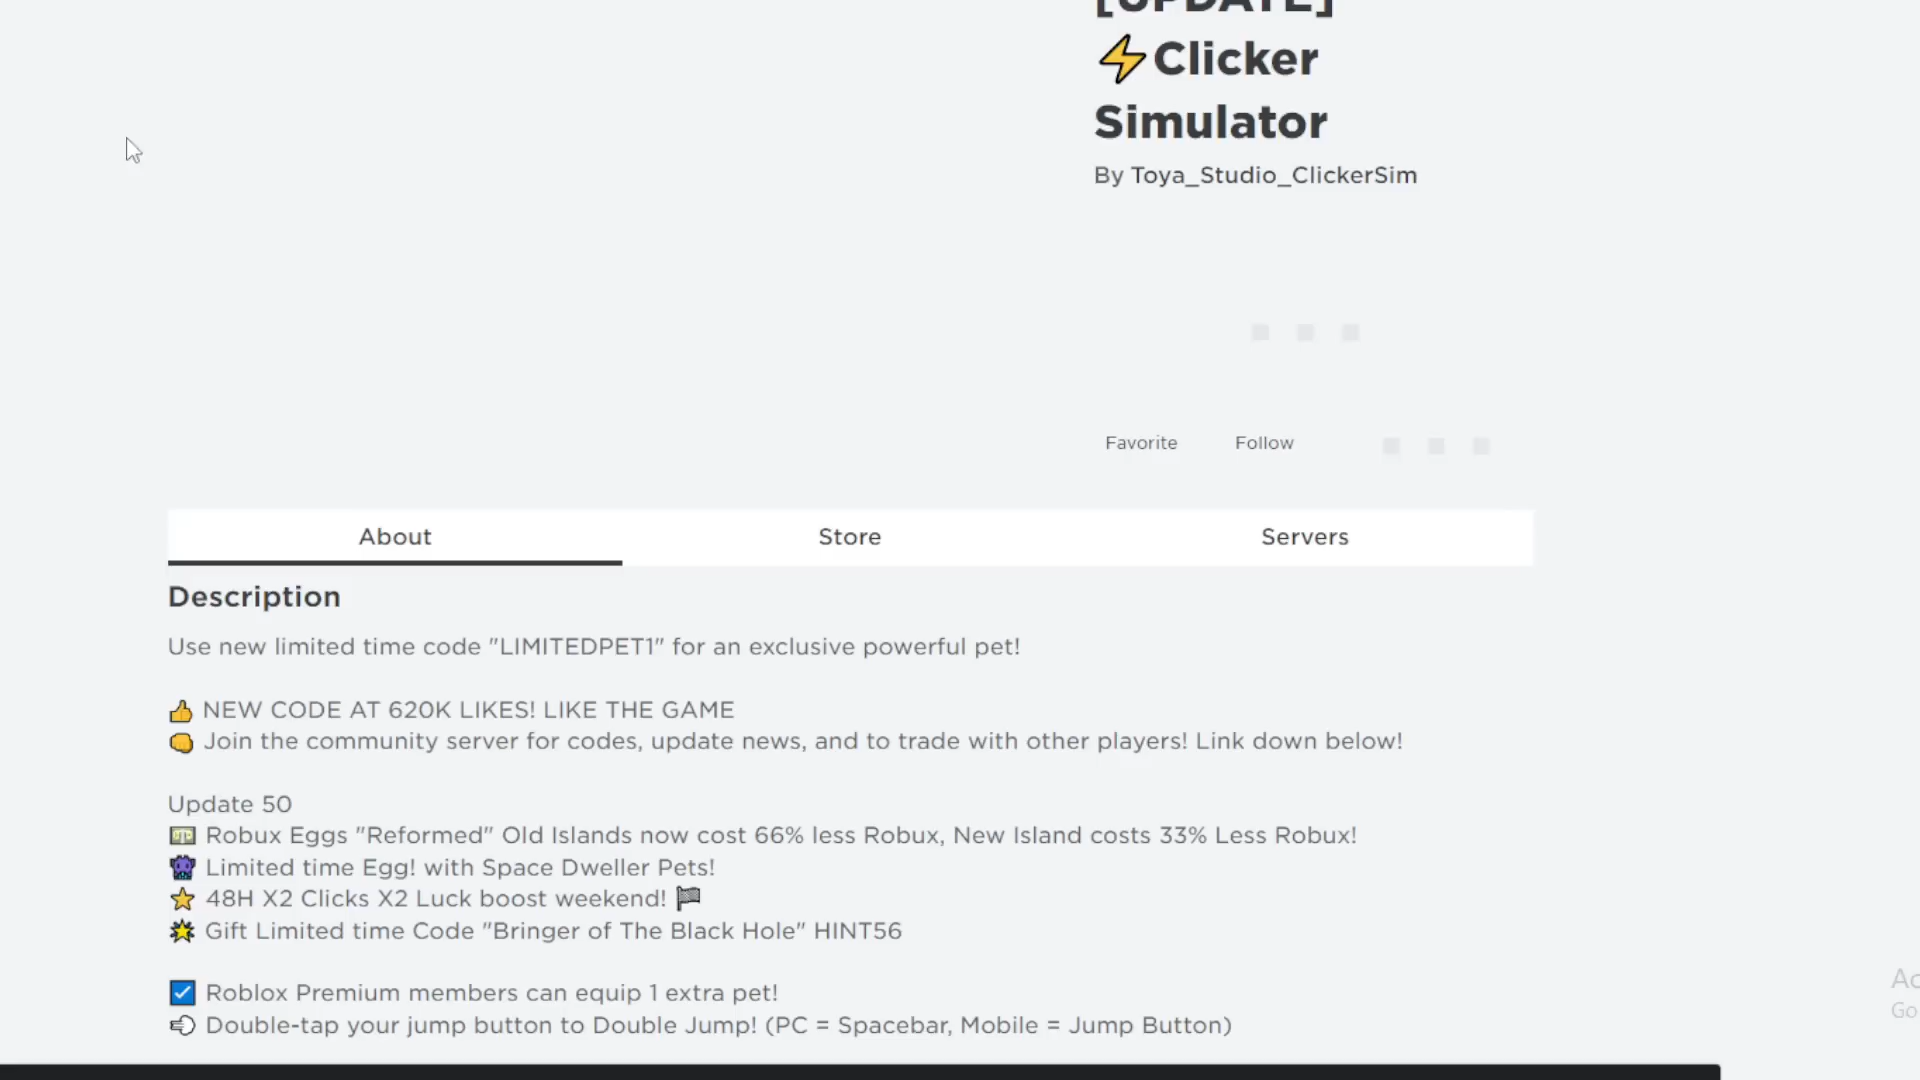 [UPDATE]
⚡Clicker
Simulator
By Toya_Studio_ClickerSim
Favorite Follow
About Store Servers
Description
Use new limited time code "LIMITEDPET1" for an exclusive powerful pet!
👍 NEW CODE AT 620K LIKES! LIKE THE GAME
👊 Join the community server for codes, update news, and to trade with other players! Link down below!
Update 50
💵 Robux Eggs "Reformed" Old Islands now cost 66% less Robux, New Island costs 33% Less Robux!
👾 Limited time Egg! with Space Dweller Pets!
⭐ 48H X2 Clicks X2 Luck boost weekend! 🏁
🌟 Gift Limited time Code "Bringer of The Black Hole" HINT56
☑️ Roblox Premium members can equip 1 extra pet!
💨 Double-tap your jump button to Double Jump! (PC = Spacebar, Mobile = Jump Button)
Go